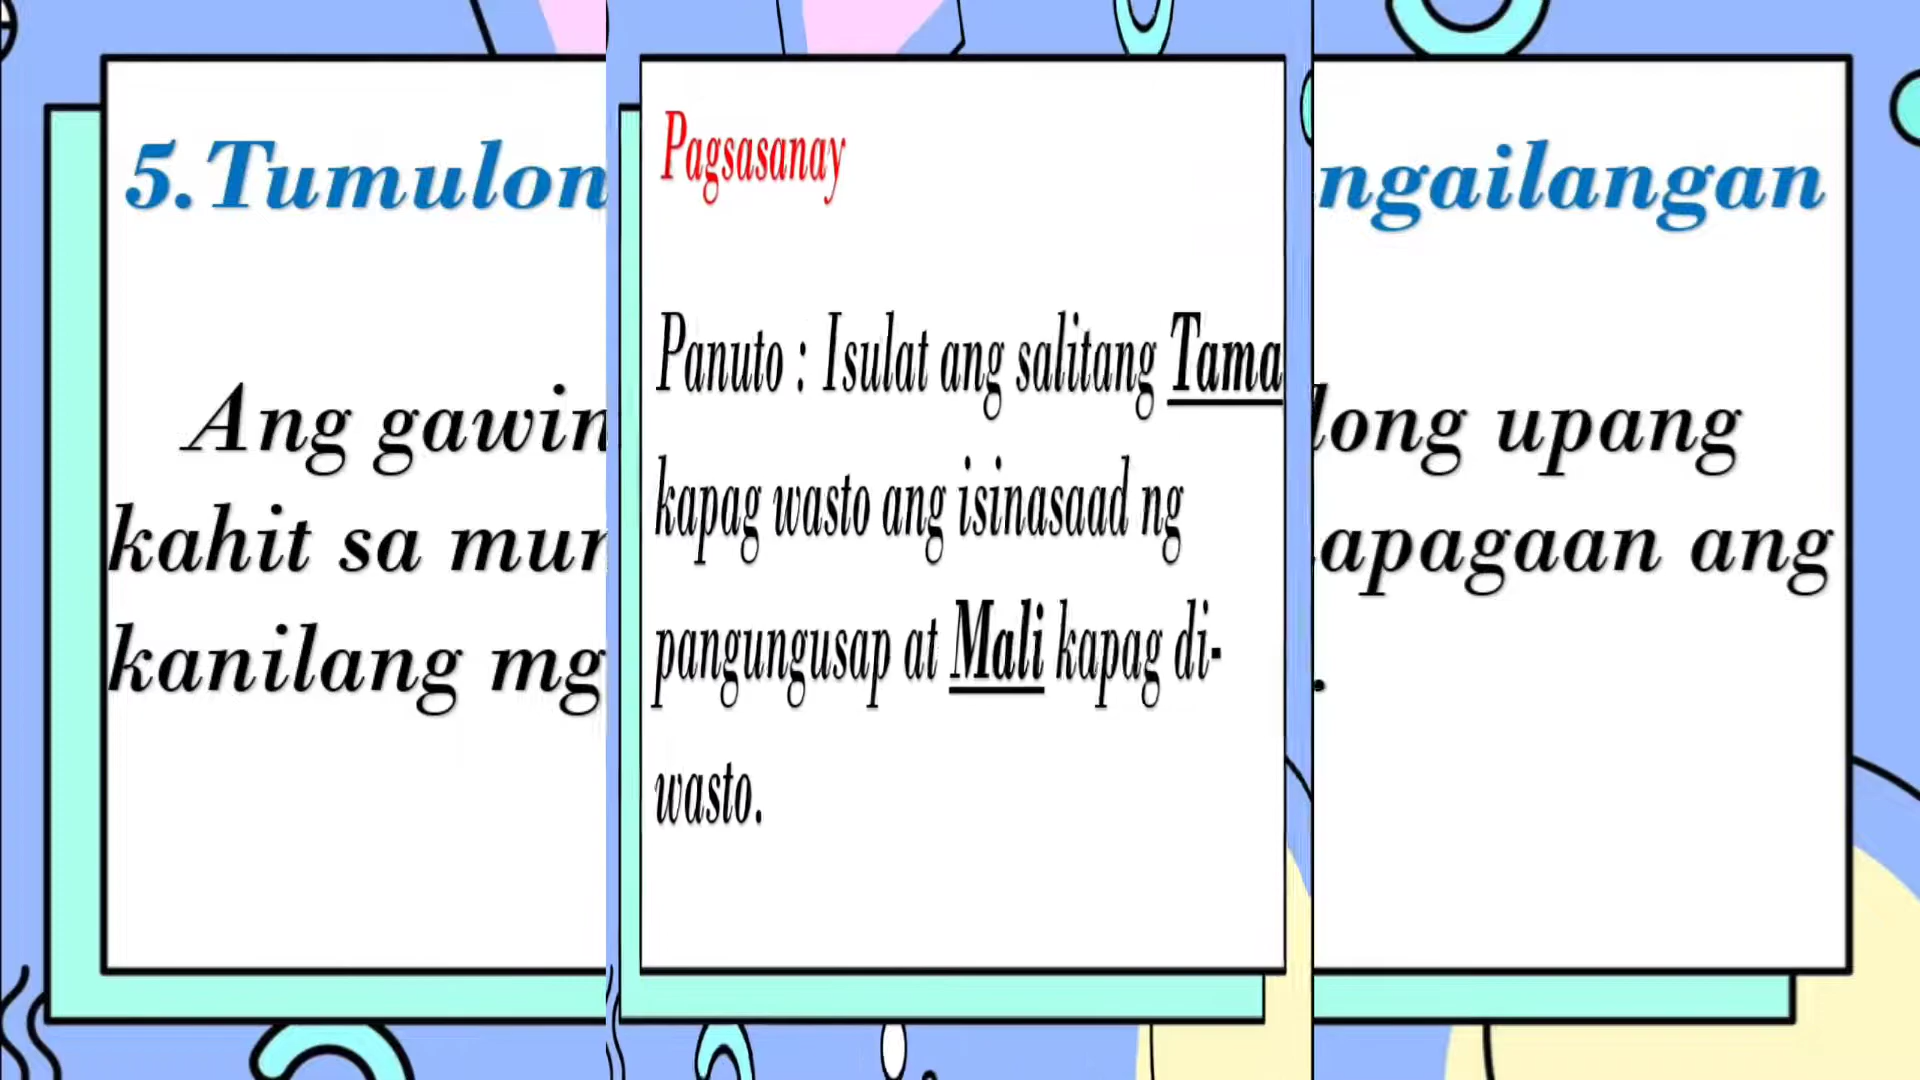 5.Tumulon
ngailangan
Ang gawin
long upang
kahit sa mun
apagaan ang
kanilang mg
.
Pagsasanay
Panuto : Isulat ang salitang Tama
kapag wasto ang isinasaad ng
pangungusap at Mali kapag di-
wasto.